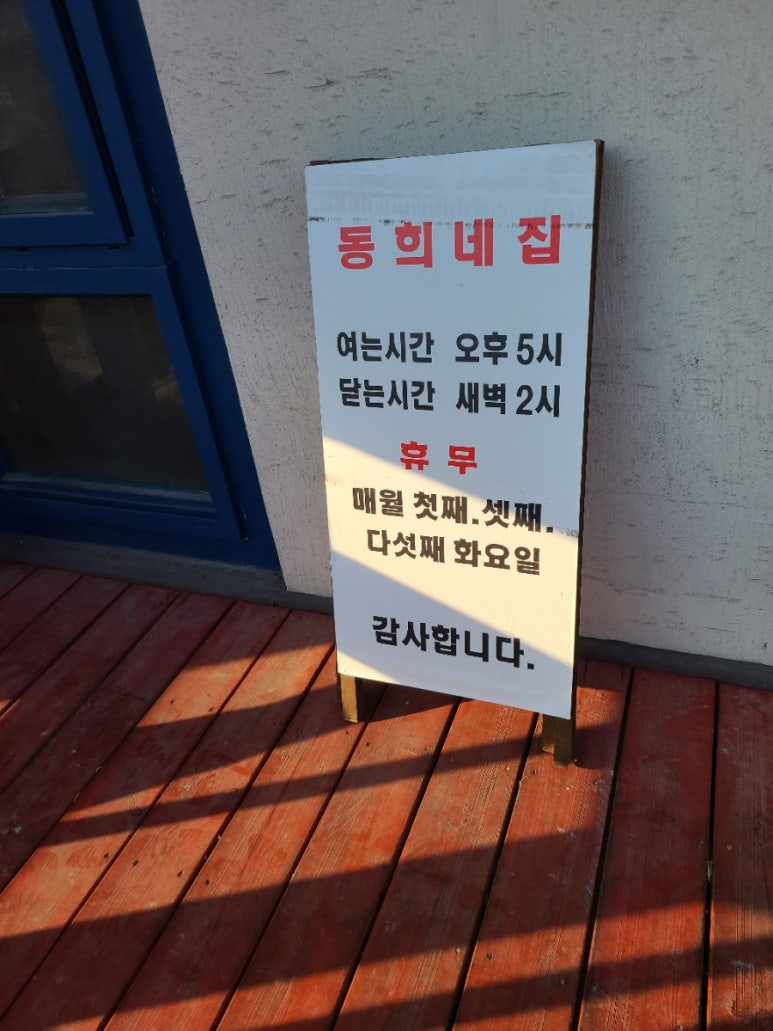 동희네집
여는시간 오후 5시
닫는시간 새벽 2시
휴무
매월 첫째.셋째.
다섯째 화요일
감사합니다.